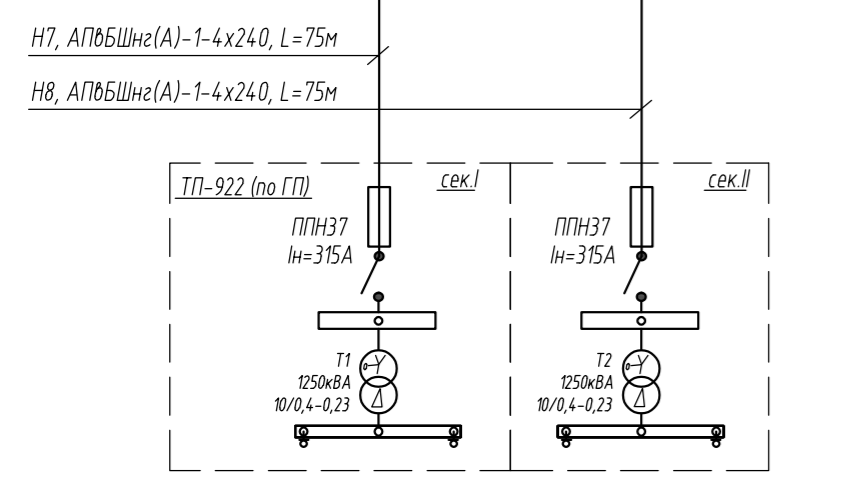 Н7, АПвБШнг(А)-1-4х240, L=75м
Н8, АПвБШнг(А)-1-4х240, L=75м
ТП-922 (по ГП)
сек.I
сек.II
ППН37
Iн=315А
ППН37
Iн=315А
Т1
1250кВА
10/0,4-0,23
Т2
1250кВА
10/0,4-0,23